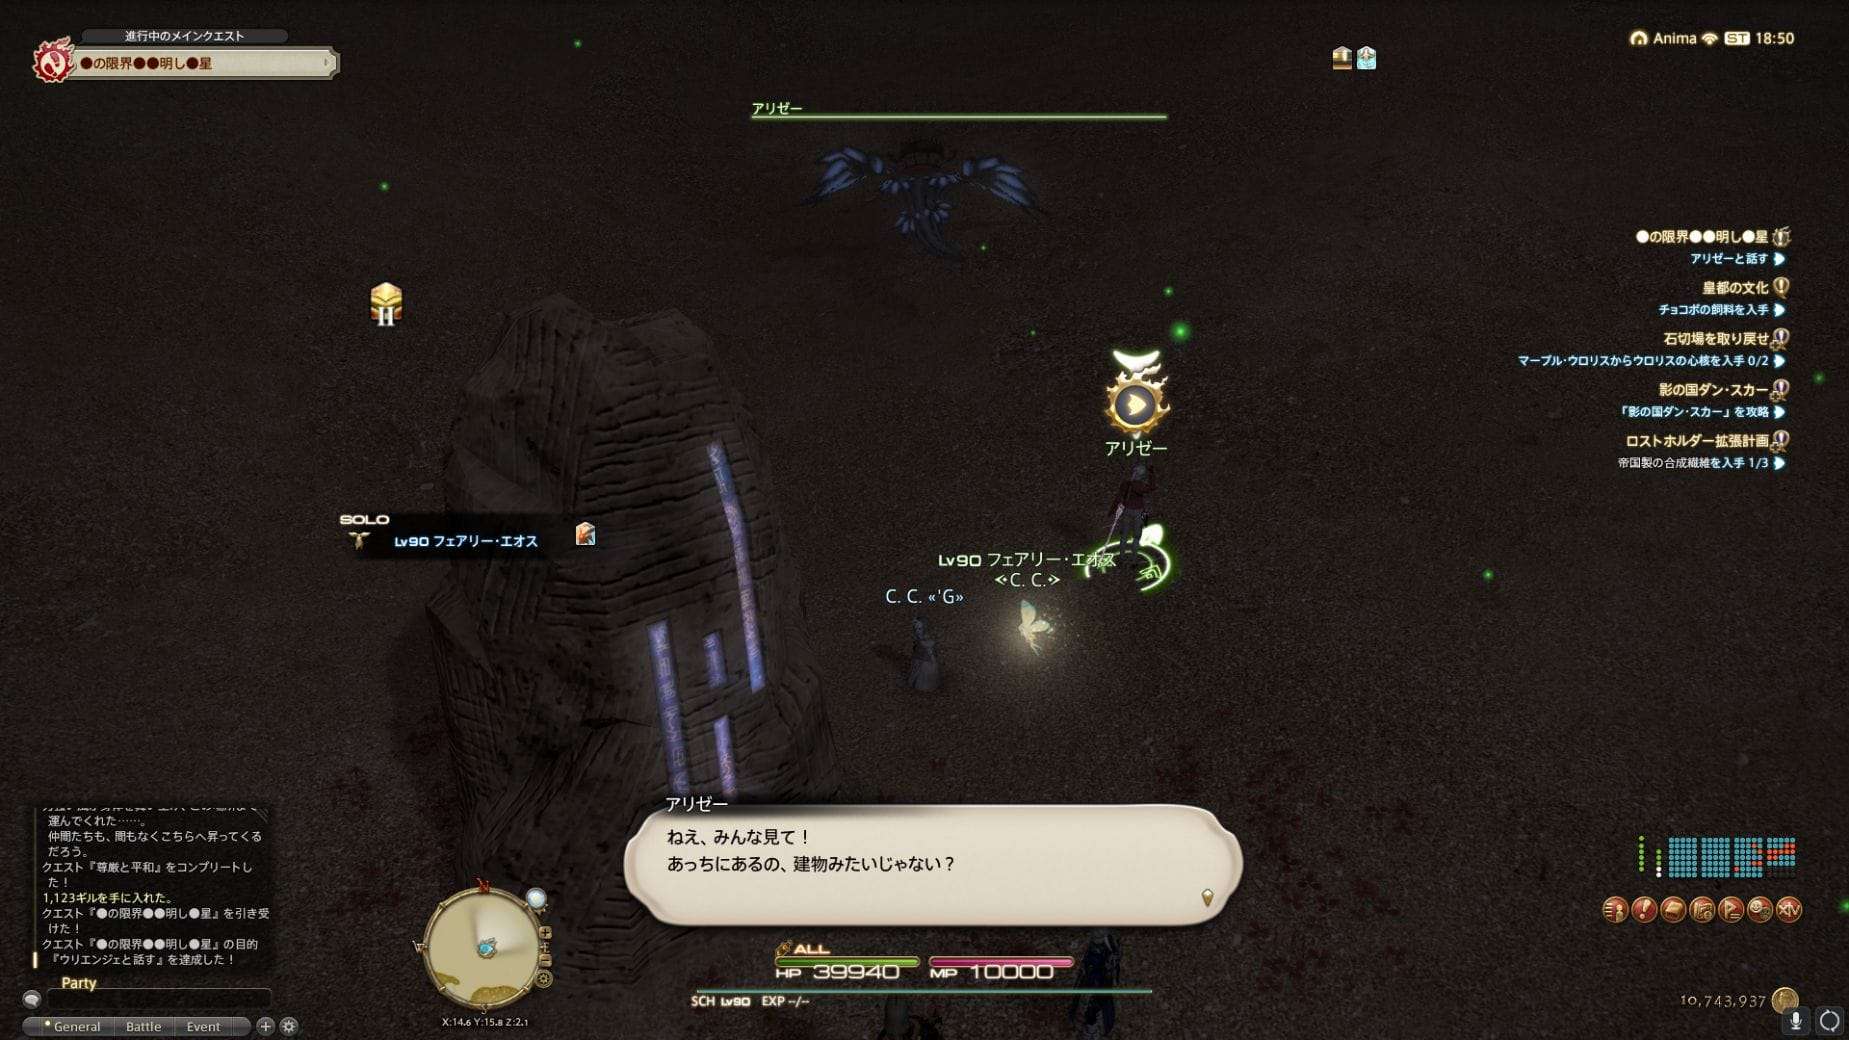 進行中のメインクエスト
●の限界●●明し●星
Anima ST 18:50
アリゼー
●の限界●●明し●星
アリゼーと話す
皇都の文化
チョコボの飼料を入手
石切場を取り戻せ
マーブル・ウロリスからウロリスの心核を入手 0/2
影の国ダン・スカー
「影の国ダン・スカー」を攻略
ロストホルダー拡張計画
帝国製の合成繊維を入手 1/3
H
アリゼー
SOLO
Lv90 フェアリー・エオス
Lv90 フェアリー・エオス
<C. C.>
C. C. «'G»
アリゼー
ねえ、みんな見て！
あっちにあるの、建物みたいじゃない？
運んでくれた……。
仲間たちも、間もなくこちらへ昇ってくる
だろう。
クエスト『尊厳と平和』をコンプリートし
た！
1,123ギルを手に入れた。
クエスト『●の限界●●明し●星』を引き受
けた！
クエスト『●の限界●●明し●星』の目的
『ウリエンジェと話す』を達成した！
Party
General Battle Event
X:14.6 Y:15.8 Z:2.1
ALL
HP 39940 MP 10000
SCH Lv90 EXP --/--
XIV
10,743,937